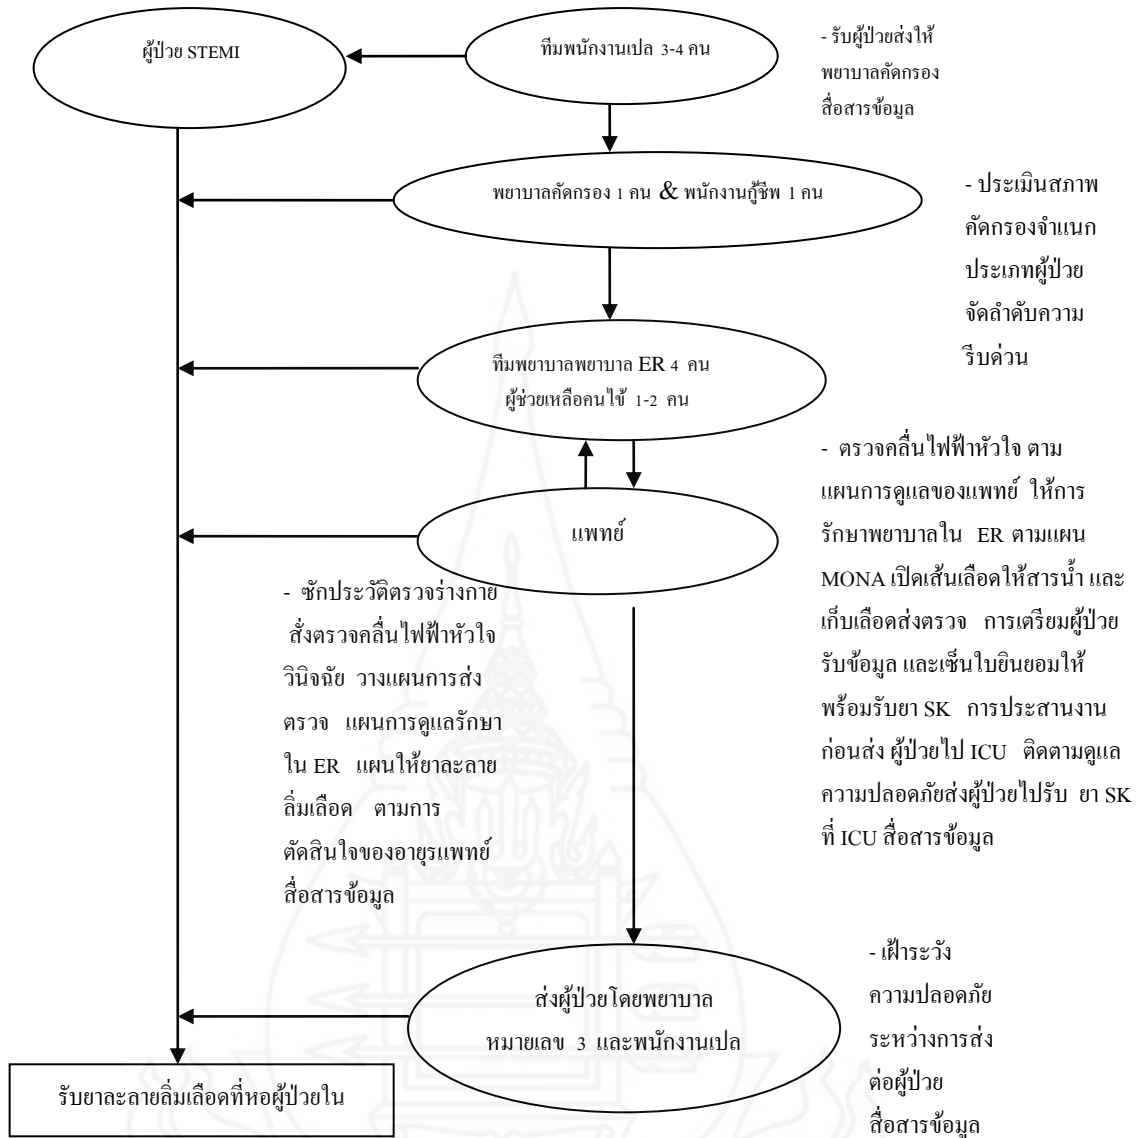 ผู้ป่วย STEMI
ทีมพนักงานเปล 3-4 คน
- รับผู้ป่วยส่งให้
พยาบาลคัดกรอง
สื่อสารข้อมูล
พยาบาลคัดกรอง 1 คน & พนักงานกู้ชีพ 1 คน
- ประเมินสภาพ
คัดกรองจำแนก
ประเภทผู้ป่วย
จัดลำดับความ
รีบด่วน
ทีมพยาบาลพยาบาล ER 4 คน
ผู้ช่วยเหลือคนไข้ 1-2 คน
แพทย์
- ตรวจคลื่นไฟฟ้าหัวใจ ตาม
แผนการดูแลของแพทย์ ให้การ
รักษาพยาบาลใน ER ตามแผน
MONA เปิดเส้นเลือดให้สารน้ำ และ
เก็บเลือดส่งตรวจ การเตรียมผู้ป่วย
รับข้อมูล และเซ็นใบยินยอมให้
พร้อมรับยา SK การประสานงาน
ก่อนส่ง ผู้ป่วยไป ICU ติดตามดูแล
ความปลอดภัยส่งผู้ป่วยไปรับ ยา SK
ที่ ICU สื่อสารข้อมูล
- ซักประวัติตรวจร่างกาย
สั่งตรวจคลื่นไฟฟ้าหัวใจ
วินิจฉัย วางแผนการส่ง
ตรวจ แผนการดูแลรักษา
ใน ER แผนให้ยาละลาย
ลิ่มเลือด ตามการ
ตัดสินใจของอายุรแพทย์
สื่อสารข้อมูล
ส่งผู้ป่วยโดยพยาบาล
หมายเลข 3 และพนักงานเปล
- เฝ้าระวัง
ความปลอดภัย
ระหว่างการส่ง
ต่อผู้ป่วย
สื่อสารข้อมูล
รับยาละลายลิ่มเลือดที่หอผู้ป่วยใน